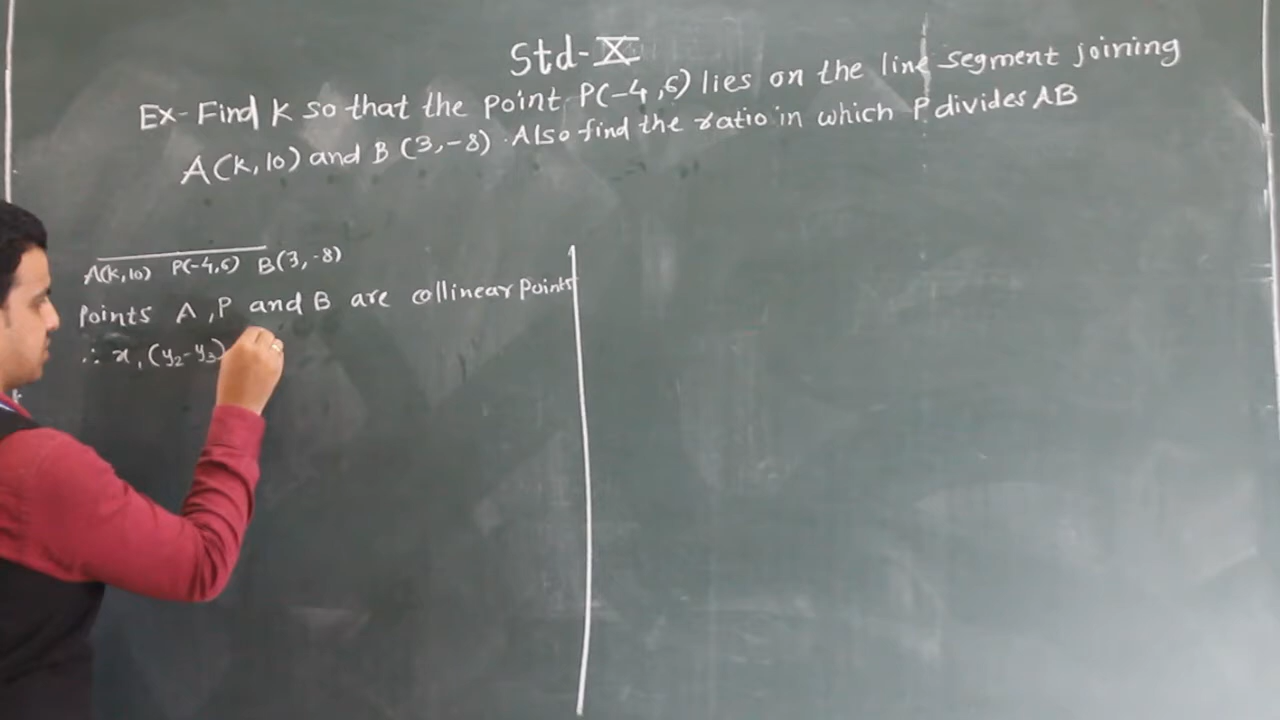 Std-X
Ex- Find k so that the point P(-4,6) lies on the line segment joining
A(k,10) and B(3,-8). Also find the ratio in which P divides AB
A(k,10) P(-4,6) B(3,-8)
Points A,P and B are collinear points
∴ x₁(y₂-y₃)